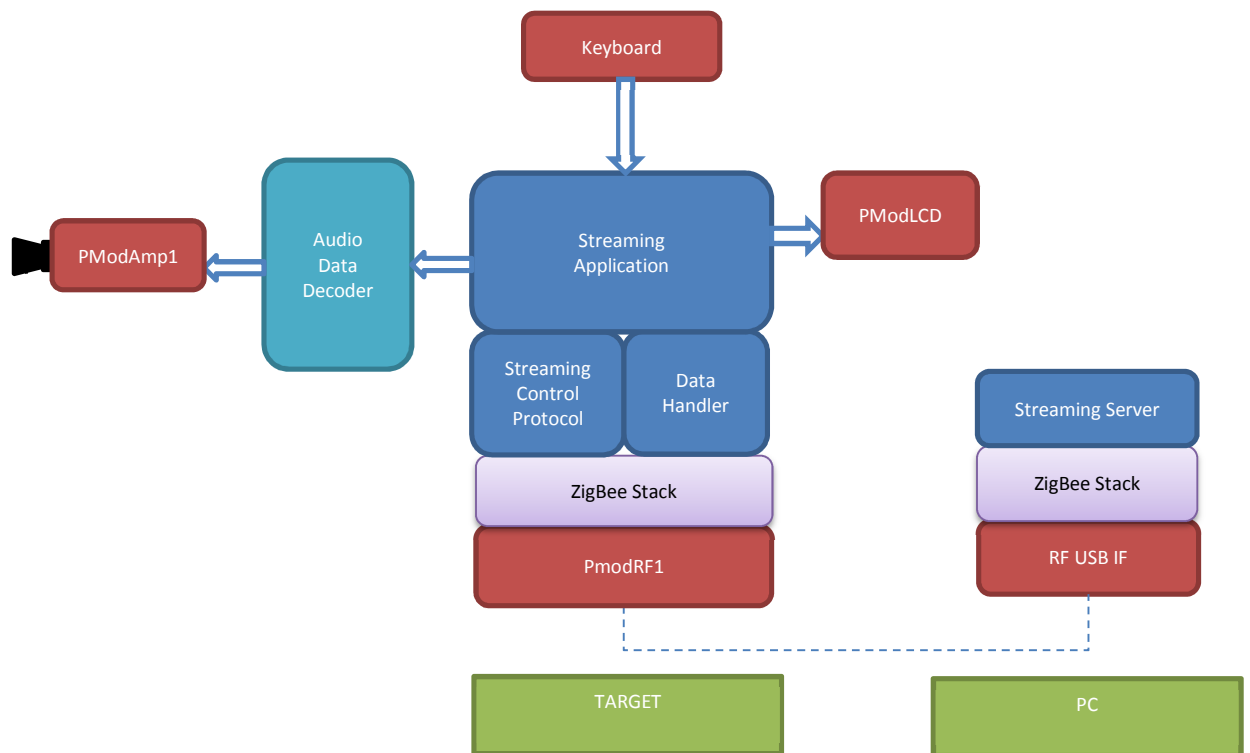 Keyboard
Streaming
Application
PModLCD
Audio
Data
Decoder
PModAmp1
Streaming
Control
Protocol
Data
Handler
Streaming Server
ZigBee Stack
ZigBee Stack
PmodRF1
RF USB IF
TARGET
PC